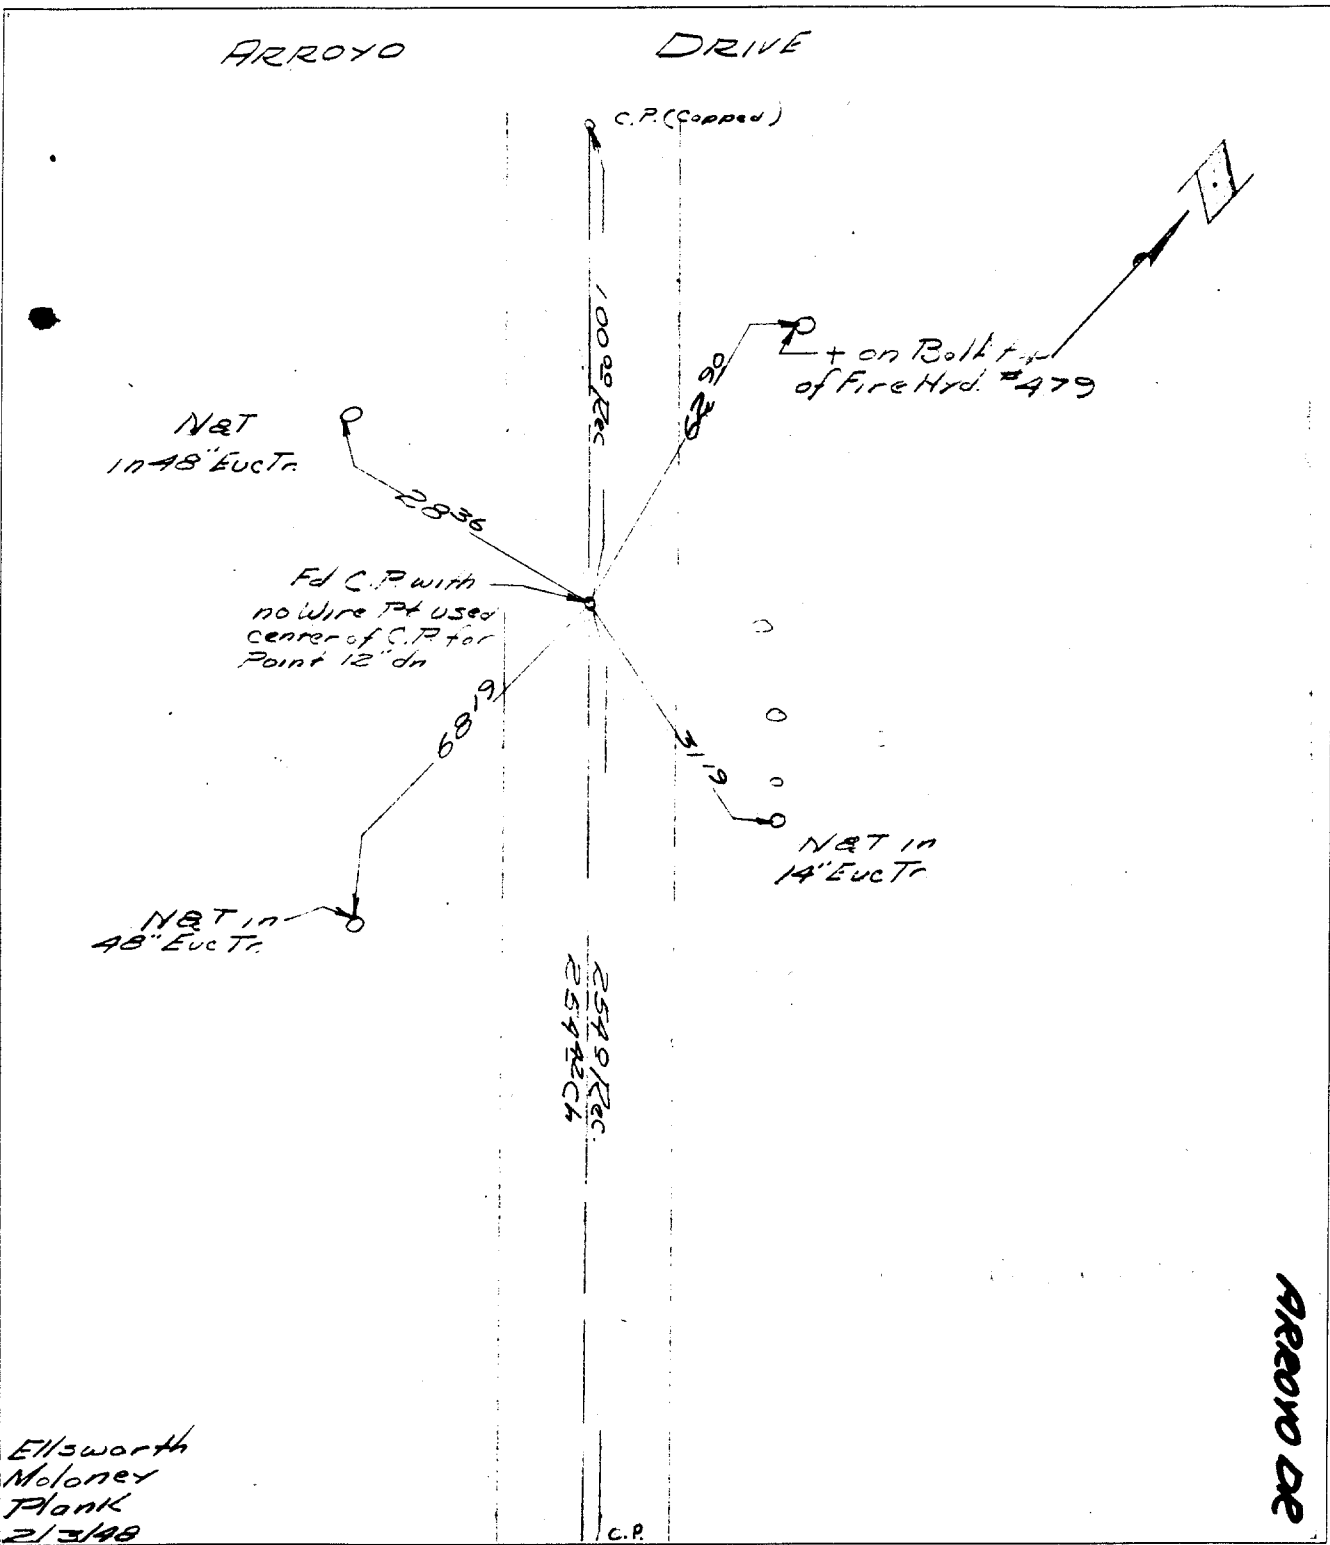 ARROYO DRIVE
C.P. (Capped)
100 00 Rec
62 90
+ on Bolt
of Fire Hyd. #479
N&T
in 48" Euc Tr.
28 36
Fd C.P. with
no Wire Pt used
center of C.P. for
Point 12" dn
68 19
31 19
N&T in
14" Euc Tr.
N&T in
48" Euc Tr.
254 9 Rec.
254 92 Ch
ARROYO DR
Ellsworth
Moloney
Plank
2/3/48
C.P.